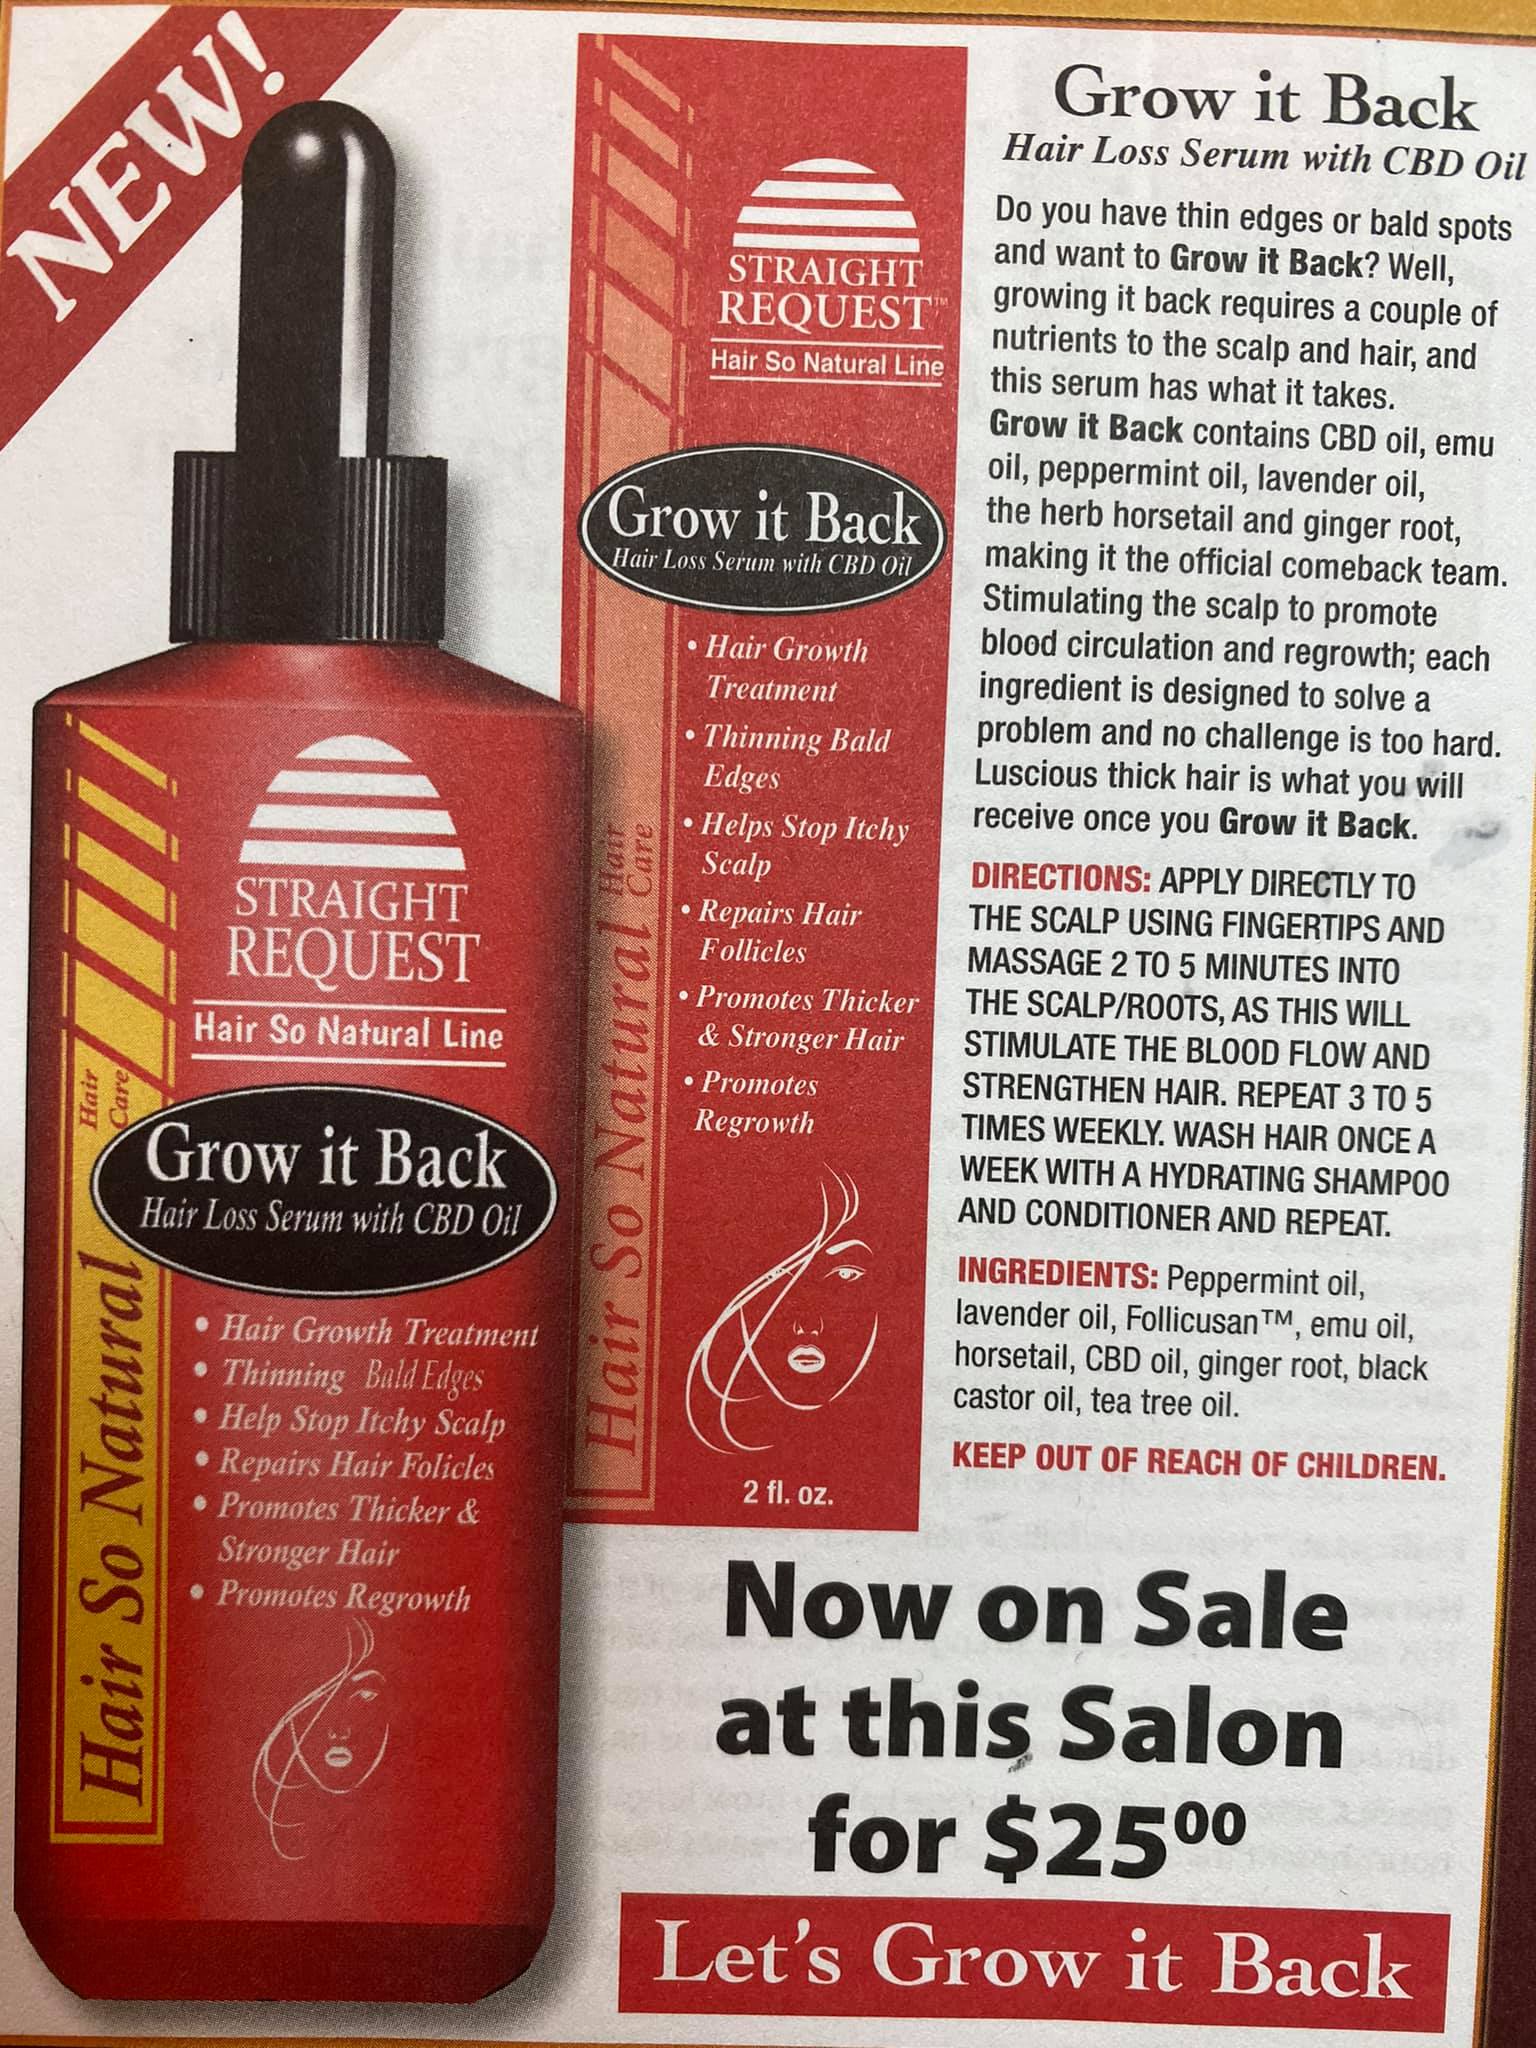 NEW!
STRAIGHT
REQUEST
Hair So Natural Line
Hair So Natural Hair Care
Grow it Back
Hair Loss Serum with CBD Oil
• Hair Growth Treatment
• Thinning Bald Edges
• Help Stop Itchy Scalp
• Repairs Hair Folicles
• Promotes Thicker &
Stronger Hair
• Promotes Regrowth
STRAIGHT
REQUEST™
Hair So Natural Line
Hair So Natural Hair Care
Grow it Back
Hair Loss Serum with CBD Oil
• Hair Growth
Treatment
• Thinning Bald
Edges
• Helps Stop Itchy
Scalp
• Repairs Hair
Follicles
• Promotes Thicker
& Stronger Hair
• Promotes
Regrowth
2 fl. oz.
Grow it Back
Hair Loss Serum with CBD Oil
Do you have thin edges or bald spots
and want to Grow it Back? Well,
growing it back requires a couple of
nutrients to the scalp and hair, and
this serum has what it takes.
Grow it Back contains CBD oil, emu
oil, peppermint oil, lavender oil,
the herb horsetail and ginger root,
making it the official comeback team.
Stimulating the scalp to promote
blood circulation and regrowth; each
ingredient is designed to solve a
problem and no challenge is too hard.
Luscious thick hair is what you will
receive once you Grow it Back.
DIRECTIONS: APPLY DIRECTLY TO
THE SCALP USING FINGERTIPS AND
MASSAGE 2 TO 5 MINUTES INTO
THE SCALP/ROOTS, AS THIS WILL
STIMULATE THE BLOOD FLOW AND
STRENGTHEN HAIR. REPEAT 3 TO 5
TIMES WEEKLY. WASH HAIR ONCE A
WEEK WITH A HYDRATING SHAMPOO
AND CONDITIONER AND REPEAT.
INGREDIENTS: Peppermint oil,
lavender oil, Follicusan™, emu oil,
horsetail, CBD oil, ginger root, black
castor oil, tea tree oil.
KEEP OUT OF REACH OF CHILDREN.
Now on Sale
at this Salon
for $25⁰⁰
Let's Grow it Back